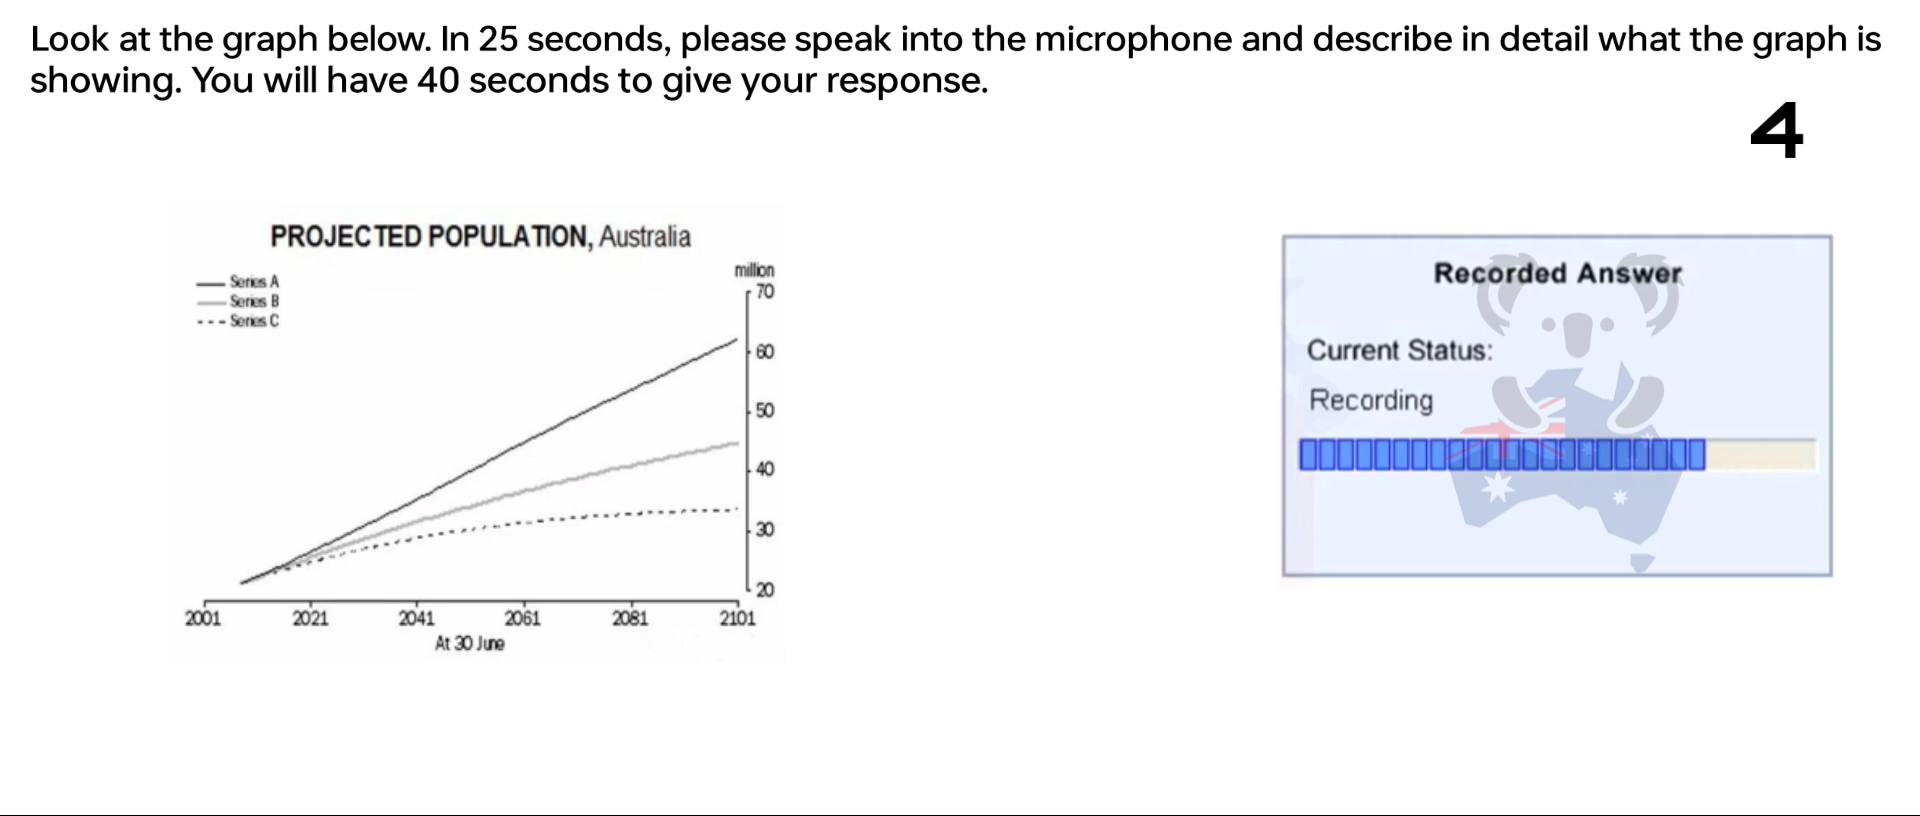 Look at the graph below. In 25 seconds, please speak into the microphone and describe in detail what the graph is
showing. You will have 40 seconds to give your response.
4
PROJECTED POPULATION, Australia
Series A
Series B
Series C
million
70
60
50
40
30
20
2001 2021 2041 2061 2081 2101
At 30 June
Recorded Answer
Current Status:
Recording